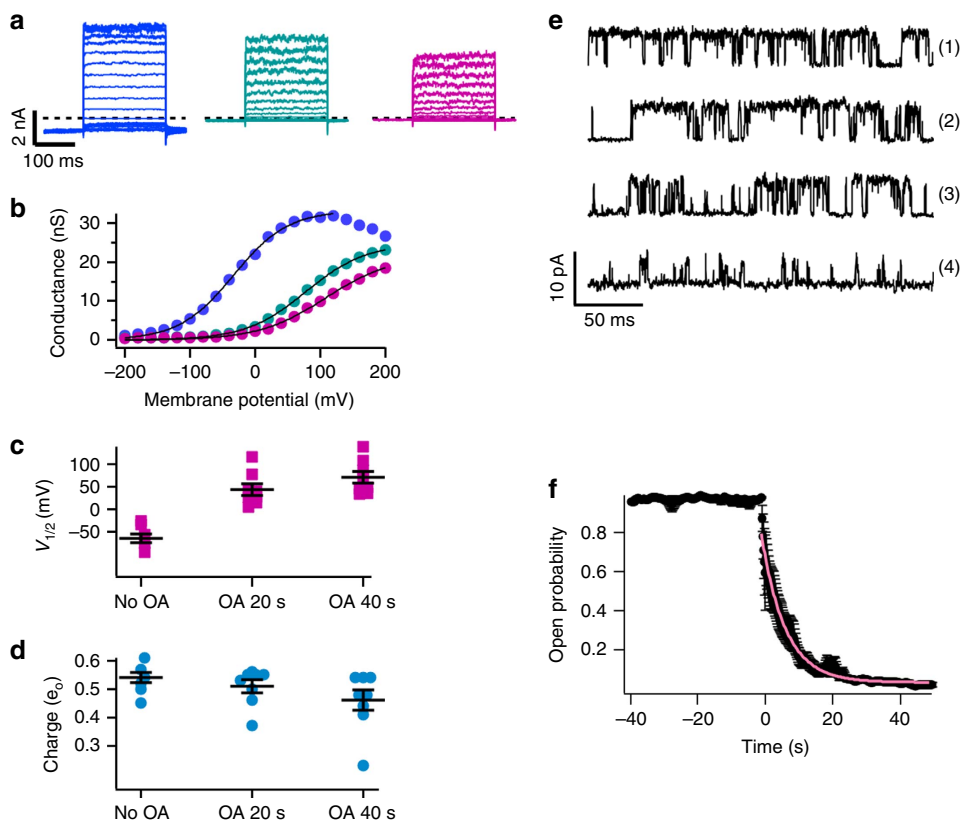 a
2 nA
100 ms
b
Conductance (nS)
30
20
10
0
−200 −100 0 100 200
Membrane potential (mV)
c
V1/2 (mV)
100
50
0
−50
No OA OA 20 s OA 40 s
d
Charge (eo)
0.6
0.5
0.4
0.3
No OA OA 20 s OA 40 s
e
(1)
(2)
(3)
(4)
10 pA
50 ms
f
Open probability
0.8
0.6
0.4
0.2
−40 −20 0 20 40
Time (s)